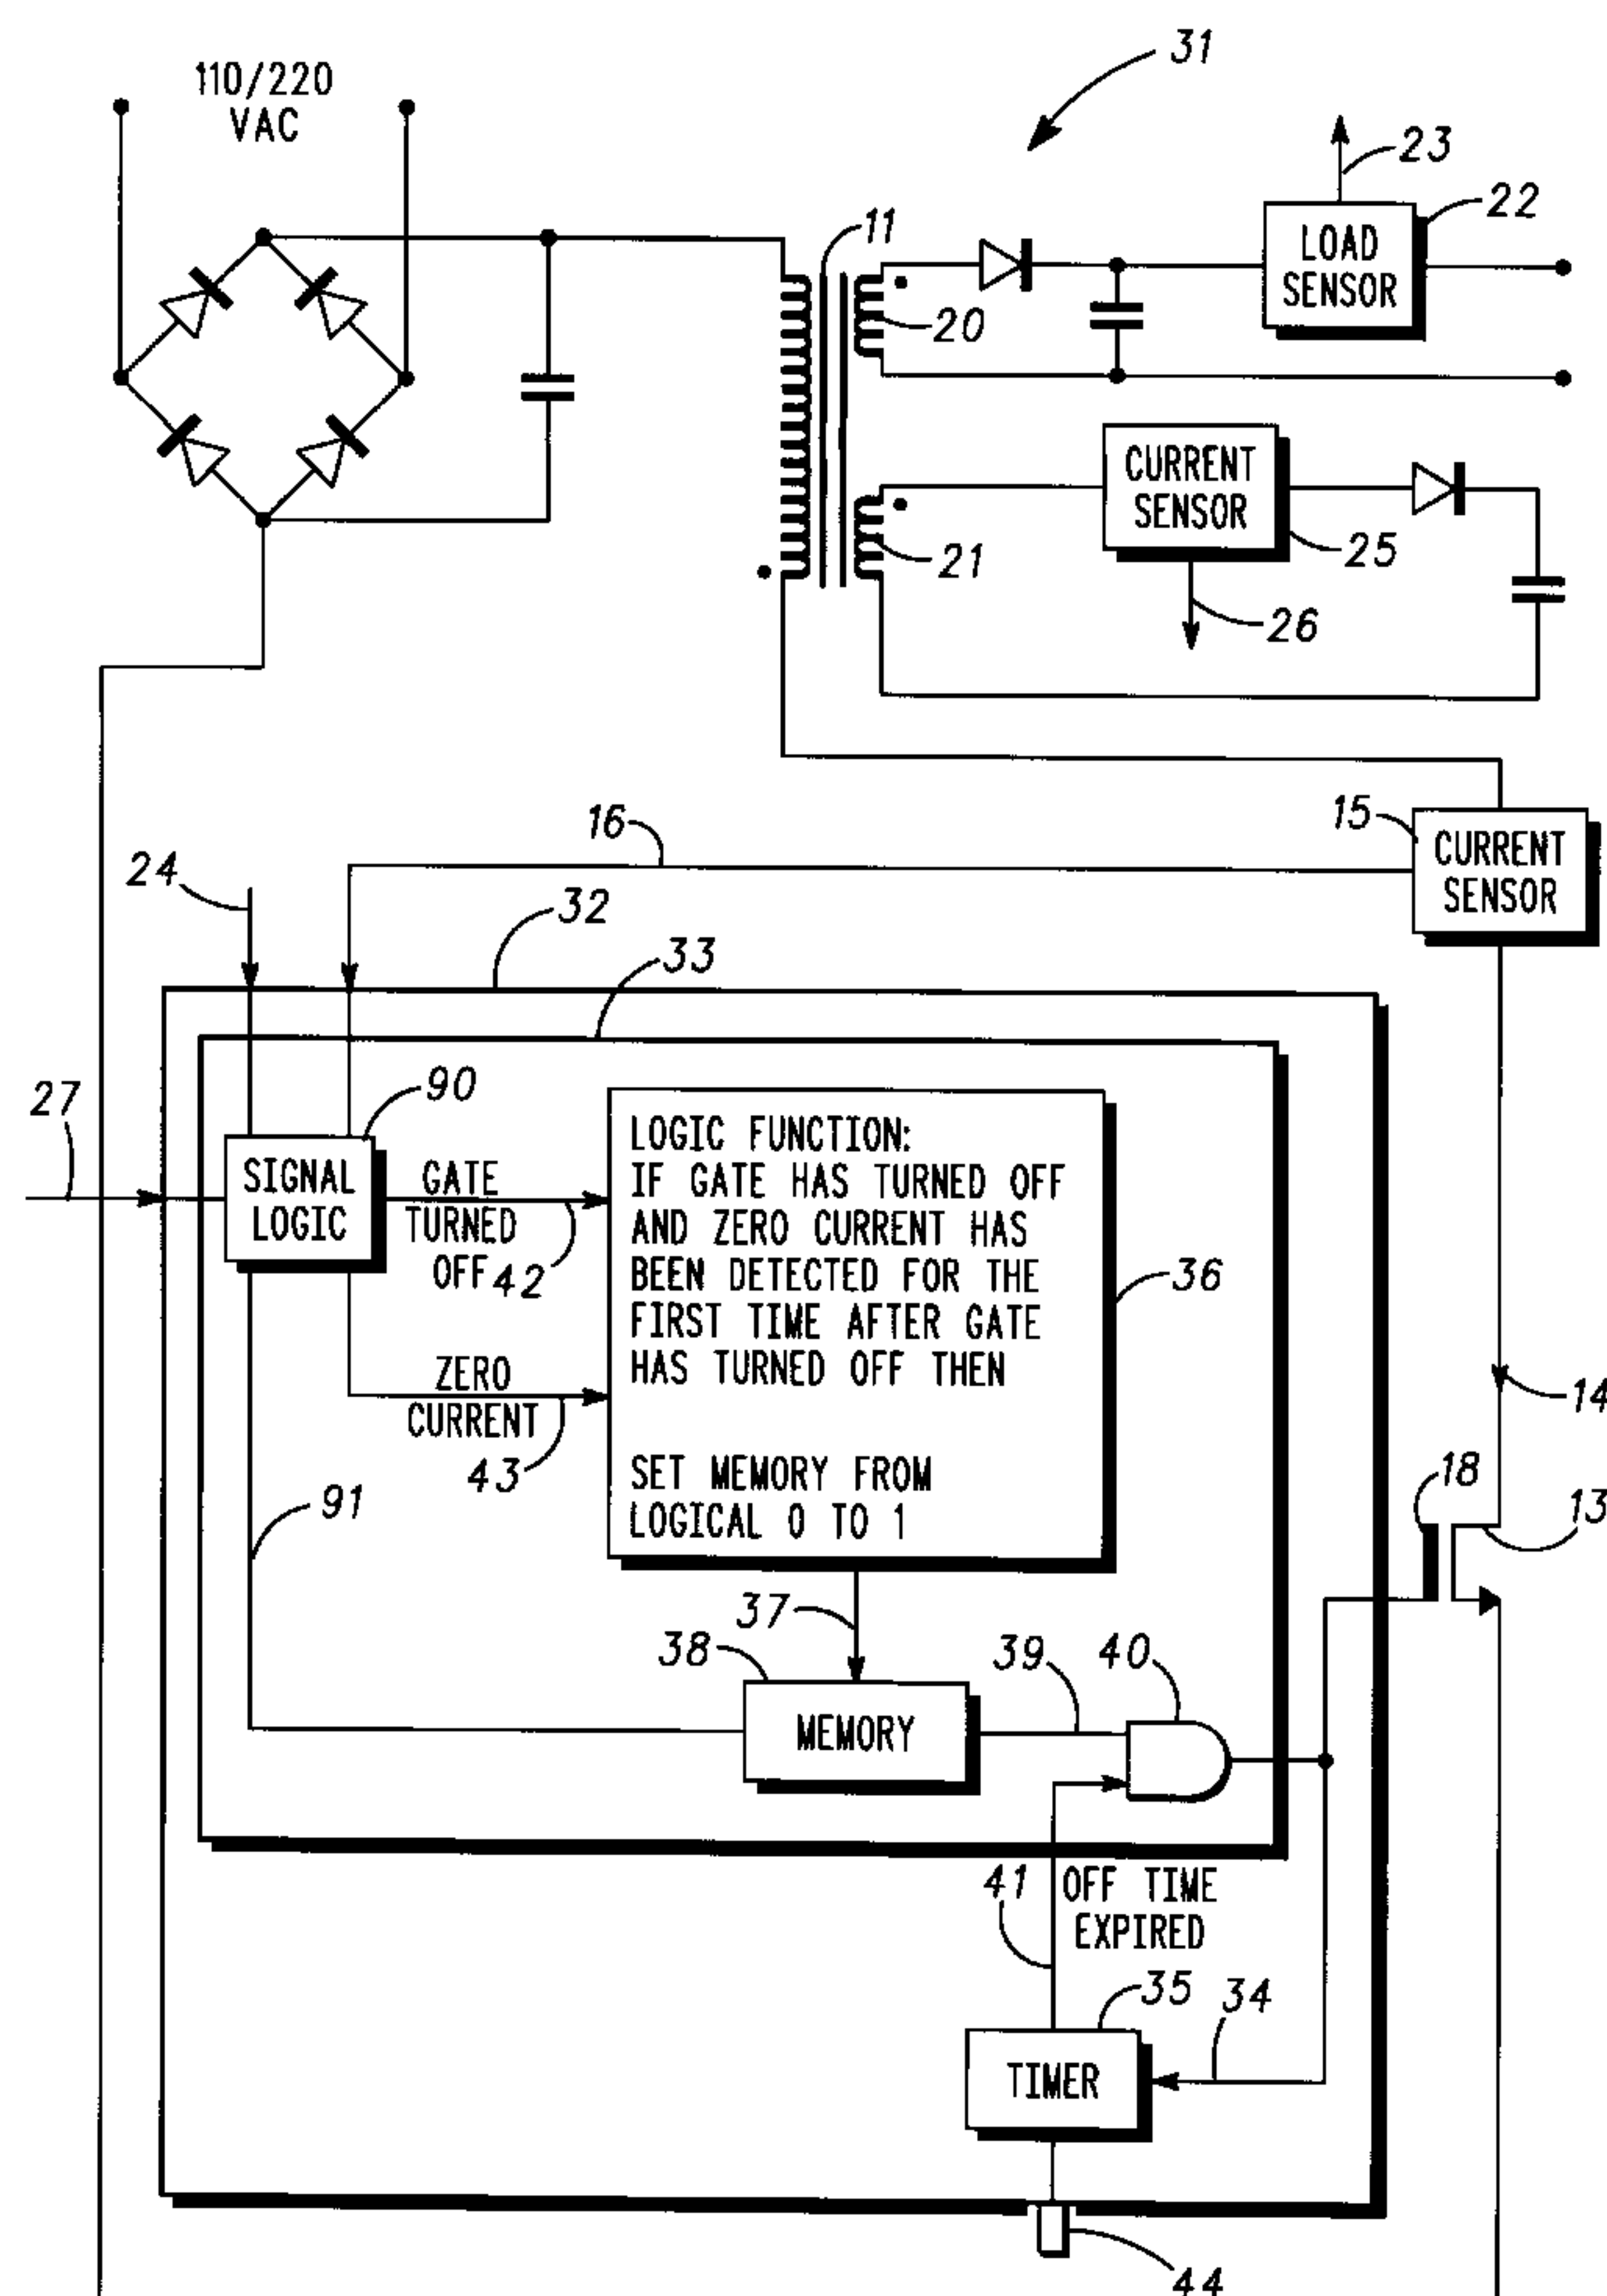 31
110/220
VAC
23
22
LOAD
SENSOR
11
20
CURRENT
SENSOR
25
21
26
15
CURRENT
SENSOR
16
24
32
33
27
90
SIGNAL
LOGIC
GATE
TURNED
OFF
42
LOGIC FUNCTION:
IF GATE HAS TURNED OFF
AND ZERO CURRENT HAS
BEEN DETECTED FOR THE
FIRST TIME AFTER GATE
HAS TURNED OFF THEN
SET MEMORY FROM
LOGICAL 0 TO 1
36
ZERO
CURRENT
43
14
18
13
91
37
38
39
40
MEMORY
41
OFF TIME
EXPIRED
35
34
TIMER
44